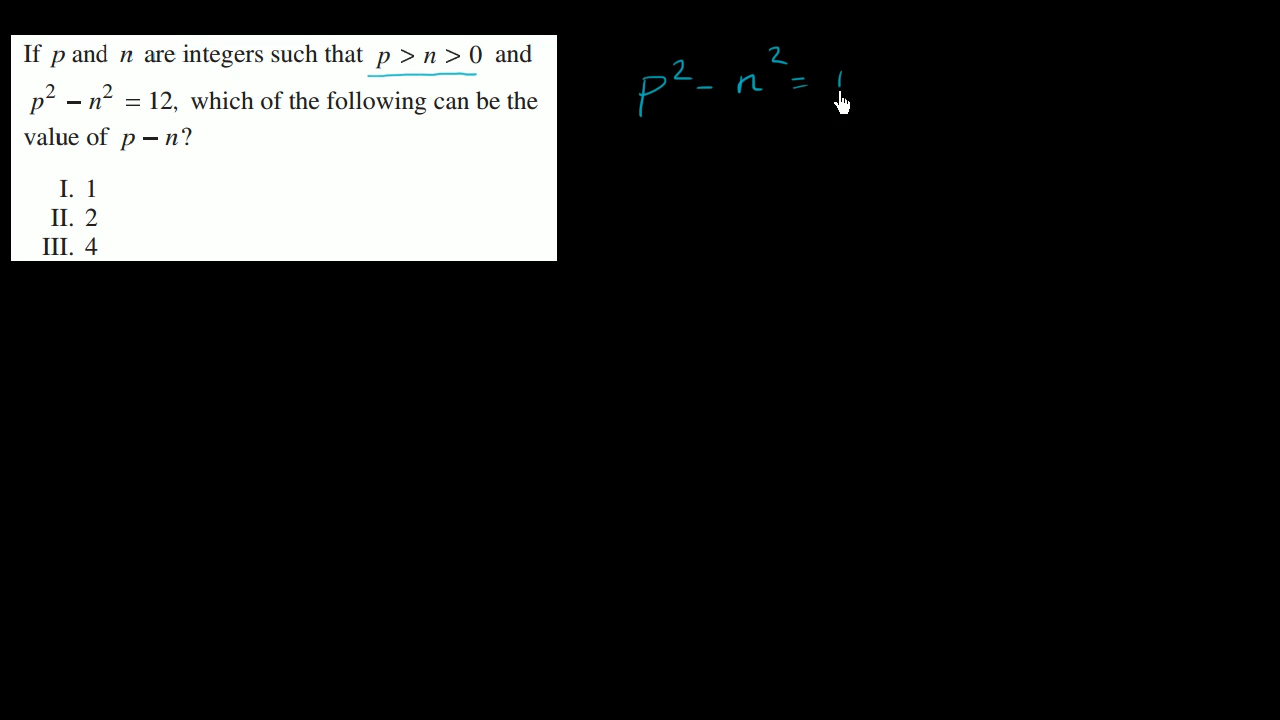 If p and n are integers such that p > n > 0 and
p² − n² = 12, which of the following can be the
value of p − n?
I. 1
II. 2
III. 4
p² - n² = 1